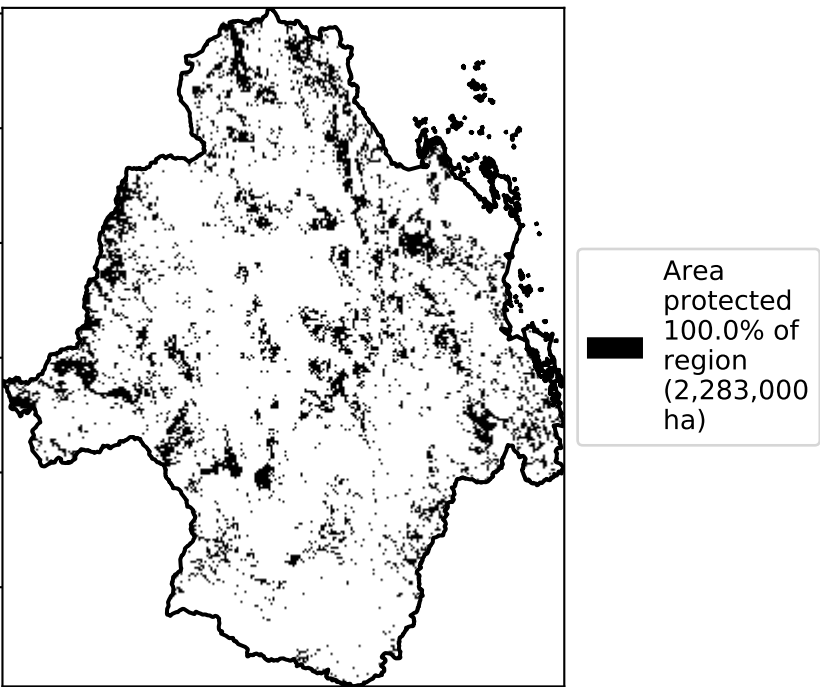 Area
protected
100.0% of
region
(2,283,000
ha)